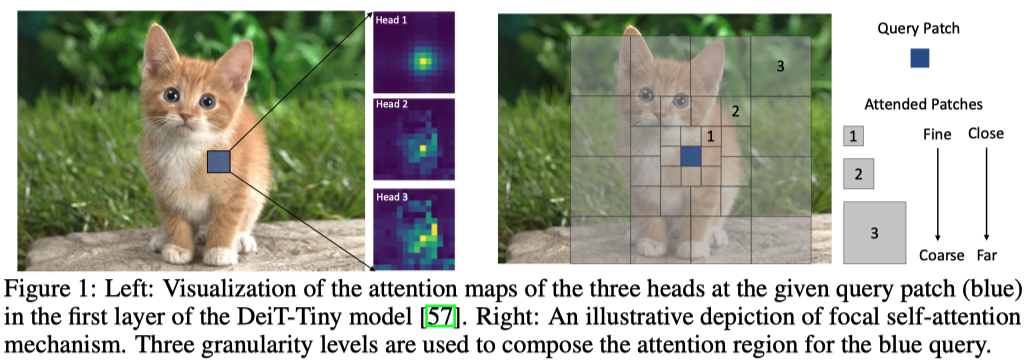 Head 1
Head 2
Head 3
3
2
1
Query Patch
Attended Patches
1
Fine Close
2
3
Coarse Far
Figure 1: Left: Visualization of the attention maps of the three heads at the given query patch (blue)
in the first layer of the DeiT-Tiny model [57]. Right: An illustrative depiction of focal self-attention
mechanism. Three granularity levels are used to compose the attention region for the blue query.